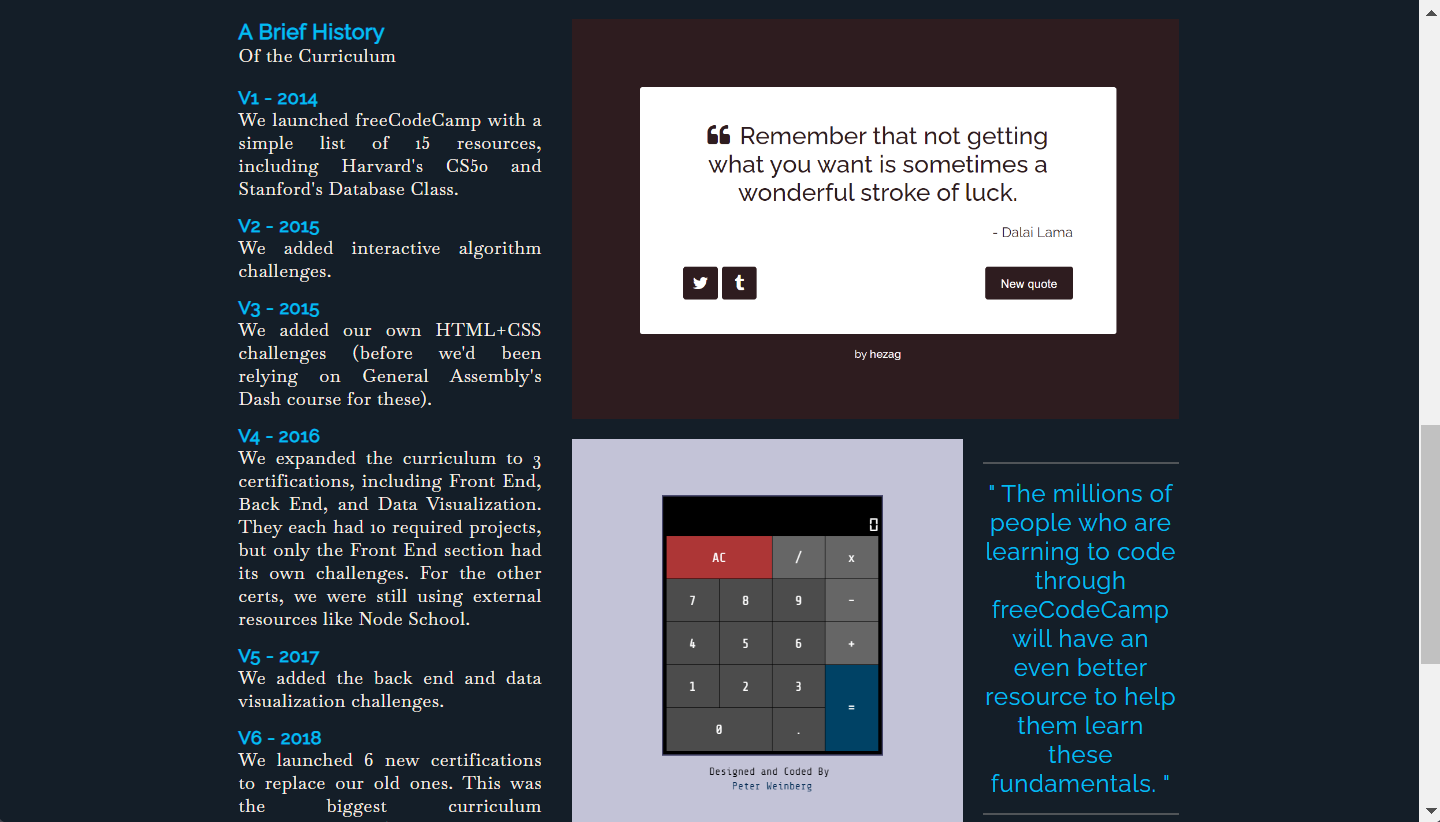 A Brief History
Of the Curriculum
V1 - 2014
We launched freeCodeCamp with a
simple list of 15 resources,
including Harvard's CS50 and
Stanford's Database Class.
V2 - 2015
We added interactive algorithm
challenges.
V3 - 2015
We added our own HTML+CSS
challenges (before we'd been
relying on General Assembly's
Dash course for these).
V4 - 2016
We expanded the curriculum to 3
certifications, including Front End,
Back End, and Data Visualization.
They each had 10 required projects,
but only the Front End section had
its own challenges. For the other
certs, we were still using external
resources like Node School.
V5 - 2017
We added the back end and data
visualization challenges.
V6 - 2018
We launched 6 new certifications
to replace our old ones. This was
the biggest curriculum
“ Remember that not getting
what you want is sometimes a
wonderful stroke of luck.
- Dalai Lama
t
New quote
by hezag
0
AC / x
7 8 9 -
4 5 6 +
1 2 3 =
0 .
Designed and Coded By
Peter Weinberg
" The millions of
people who are
learning to code
through
freeCodeCamp
will have an
even better
resource to help
them learn
these
fundamentals. "